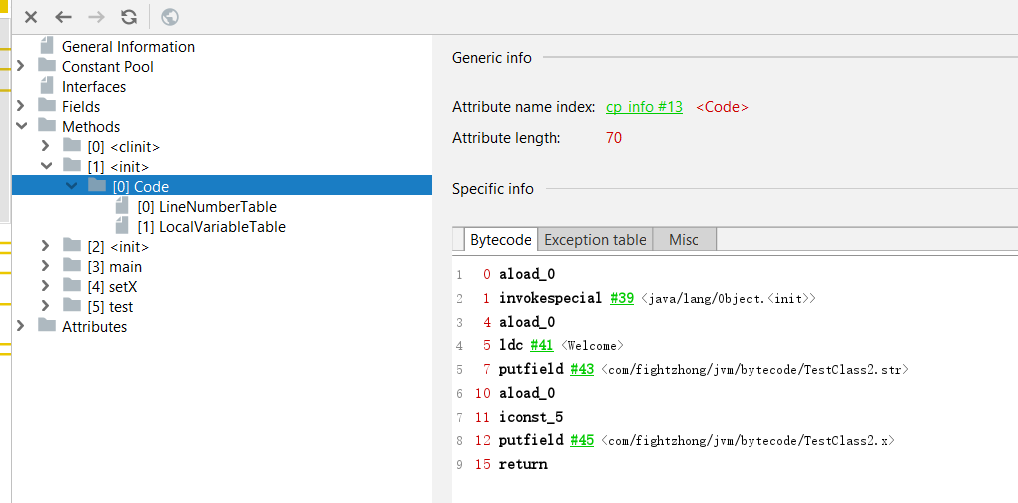 General Information
Constant Pool
Interfaces
Fields
Methods
[0] <clinit>
[1] <init>
[0] Code
[0] LineNumberTable
[1] LocalVariableTable
[2] <init>
[3] main
[4] setX
[5] test
Attributes
Generic info
Attribute name index: cp_info #13 <Code>
Attribute length: 70
Specific info
Bytecode Exception table Misc
1 0 aload_0
2 1 invokespecial #39 <java/lang/Object.<init>>
3 4 aload_0
4 5 ldc #41 <Welcome>
5 7 putfield #43 <com/fightzhong/jvm/bytecode/TestClass2.str>
6 10 aload_0
7 11 iconst_5
8 12 putfield #45 <com/fightzhong/jvm/bytecode/TestClass2.x>
9 15 return